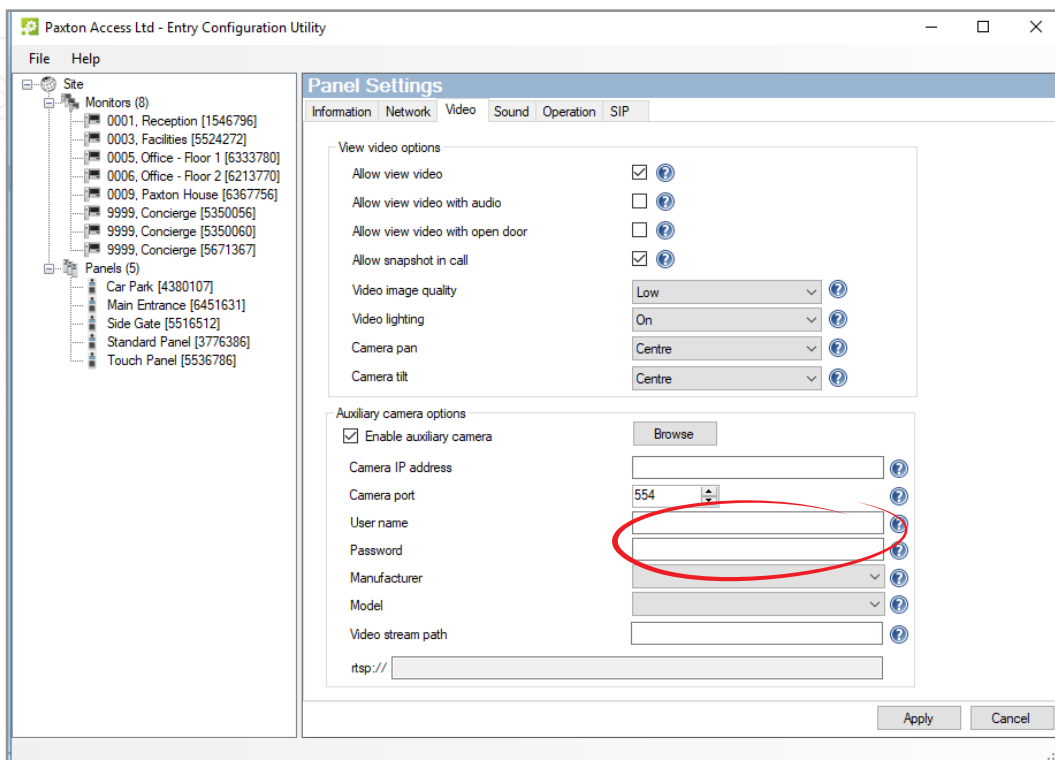 Paxton Access Ltd - Entry Configuration Utility
File Help
Site
Monitors (8)
0001, Reception [1546796]
0003, Facilities [5524272]
0005, Office - Floor 1 [6333780]
0006, Office - Floor 2 [6213770]
0009, Paxton House [6367756]
9999, Concierge [5350056]
9999, Concierge [5350060]
9999, Concierge [5671367]
Panels (5)
Car Park [4380107]
Main Entrance [6451631]
Side Gate [5516512]
Standard Panel [3776386]
Touch Panel [5536786]
Panel Settings
Information Network Video Sound Operation SIP
View video options
Allow view video ?
Allow view video with audio ?
Allow view video with open door ?
Allow snapshot in call ?
Video image quality Low ?
Video lighting On ?
Camera pan Centre ?
Camera tilt Centre ?
Auxiliary camera options
Enable auxiliary camera Browse
Camera IP address ?
Camera port 554 ?
User name ?
Password ?
Manufacturer ?
Model ?
Video stream path ?
rtsp://
Apply Cancel